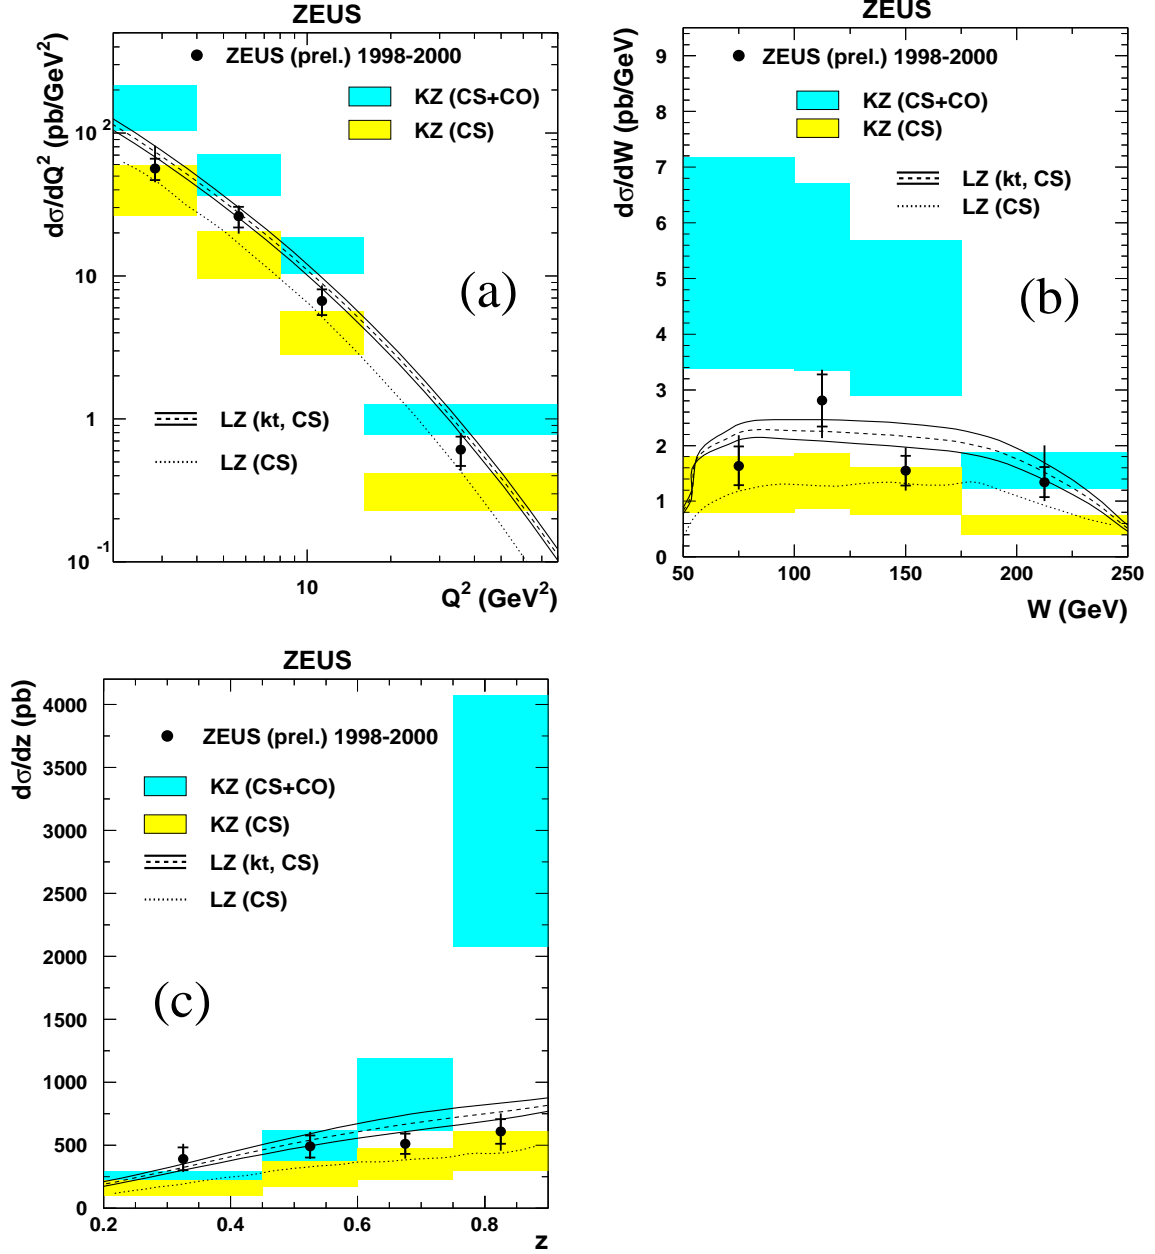 ZEUS
dσ/dQ² (pb/GeV²)
ZEUS (prel.) 1998-2000
KZ (CS+CO)
KZ (CS)
(a)
LZ (kt, CS)
LZ (CS)
10²
10
1
10⁻¹
10
Q² (GeV²)
ZEUS
dσ/dW (pb/GeV)
ZEUS (prel.) 1998-2000
KZ (CS+CO)
KZ (CS)
LZ (kt, CS)
LZ (CS)
(b)
9
8
7
6
5
4
3
2
1
0
50 100 150 200 250
W (GeV)
ZEUS
dσ/dz (pb)
ZEUS (prel.) 1998-2000
KZ (CS+CO)
KZ (CS)
LZ (kt, CS)
LZ (CS)
(c)
4000
3500
3000
2500
2000
1500
1000
500
0
0.2 0.4 0.6 0.8
z